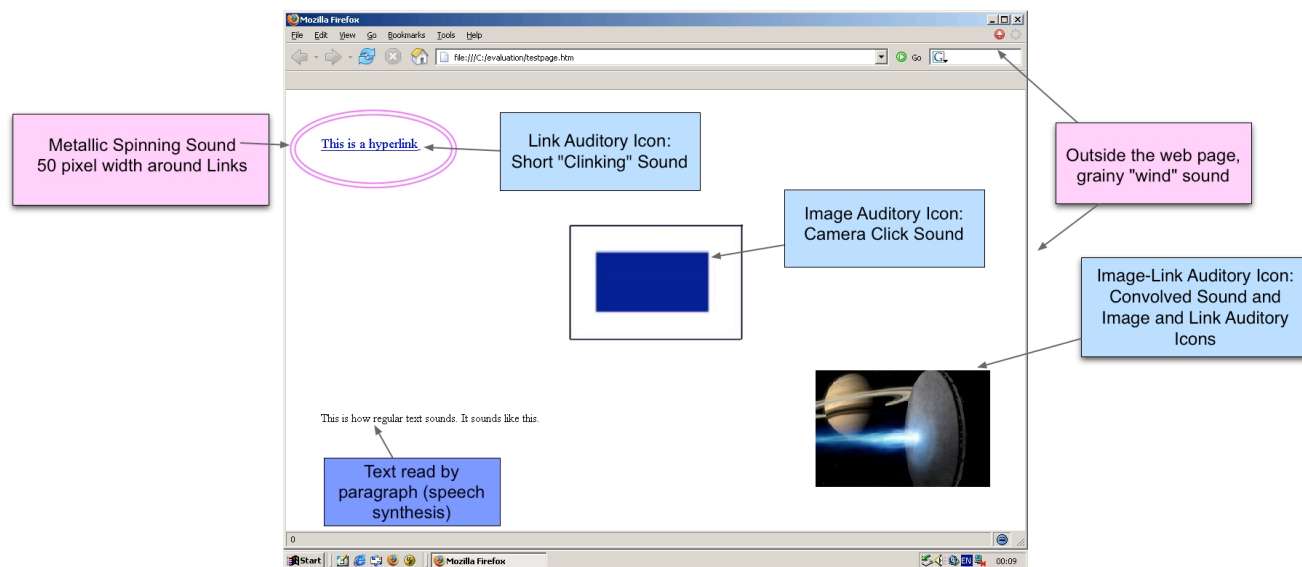 Mozilla Firefox
File Edit View Go Bookmarks Tools Help
file:///C:/evaluation/testpage.htm
Go
G
Metallic Spinning Sound
50 pixel width around Links
This is a hyperlink
Link Auditory Icon:
Short "Clinking" Sound
Outside the web page,
grainy "wind" sound
Image Auditory Icon:
Camera Click Sound
Image-Link Auditory Icon:
Convolved Sound and
Image and Link Auditory
Icons
This is how regular text sounds. It sounds like this.
Text read by
paragraph (speech
synthesis)
0
Start
Mozilla Firefox
EN
00:09